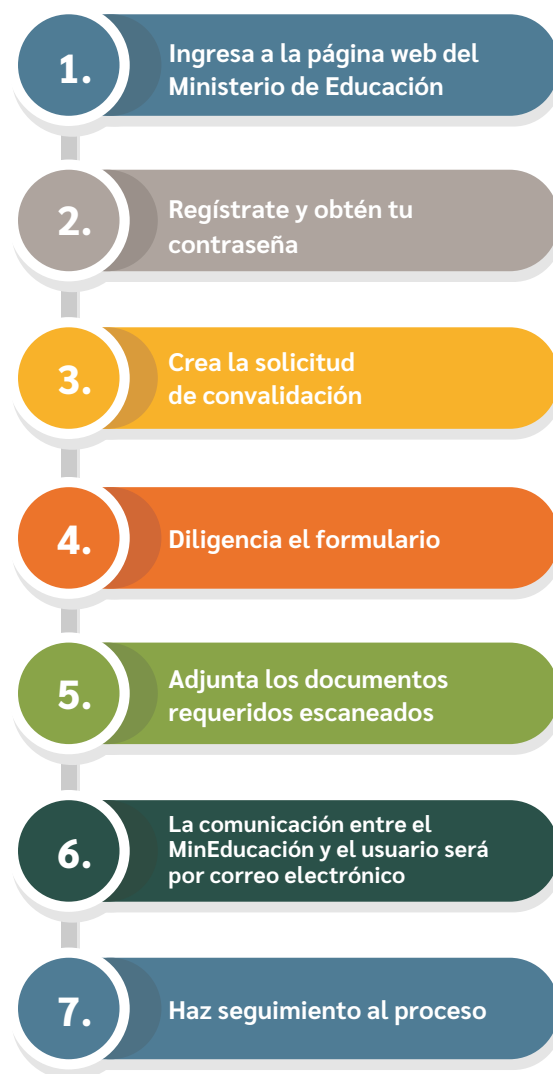 1.
Ingresa a la página web del
Ministerio de Educación
2.
Regístrate y obtén tu
contraseña
3.
Crea la solicitud
de convalidación
4.
Diligencia el formulario
5.
Adjunta los documentos
requeridos escaneados
6.
La comunicación entre el
MinEducación y el usuario será
por correo electrónico
7.
Haz seguimiento al proceso